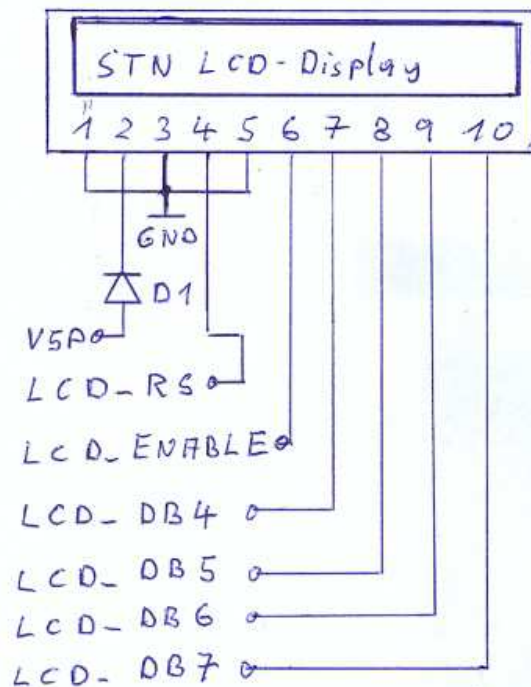 STN LCD-Display
1 2 3 4 5 6 7 8 9 10
GND
D1
V5P
LCD_RS
LCD_ENABLE
LCD_DB4
LCD_DB5
LCD_DB6
LCD_DB7